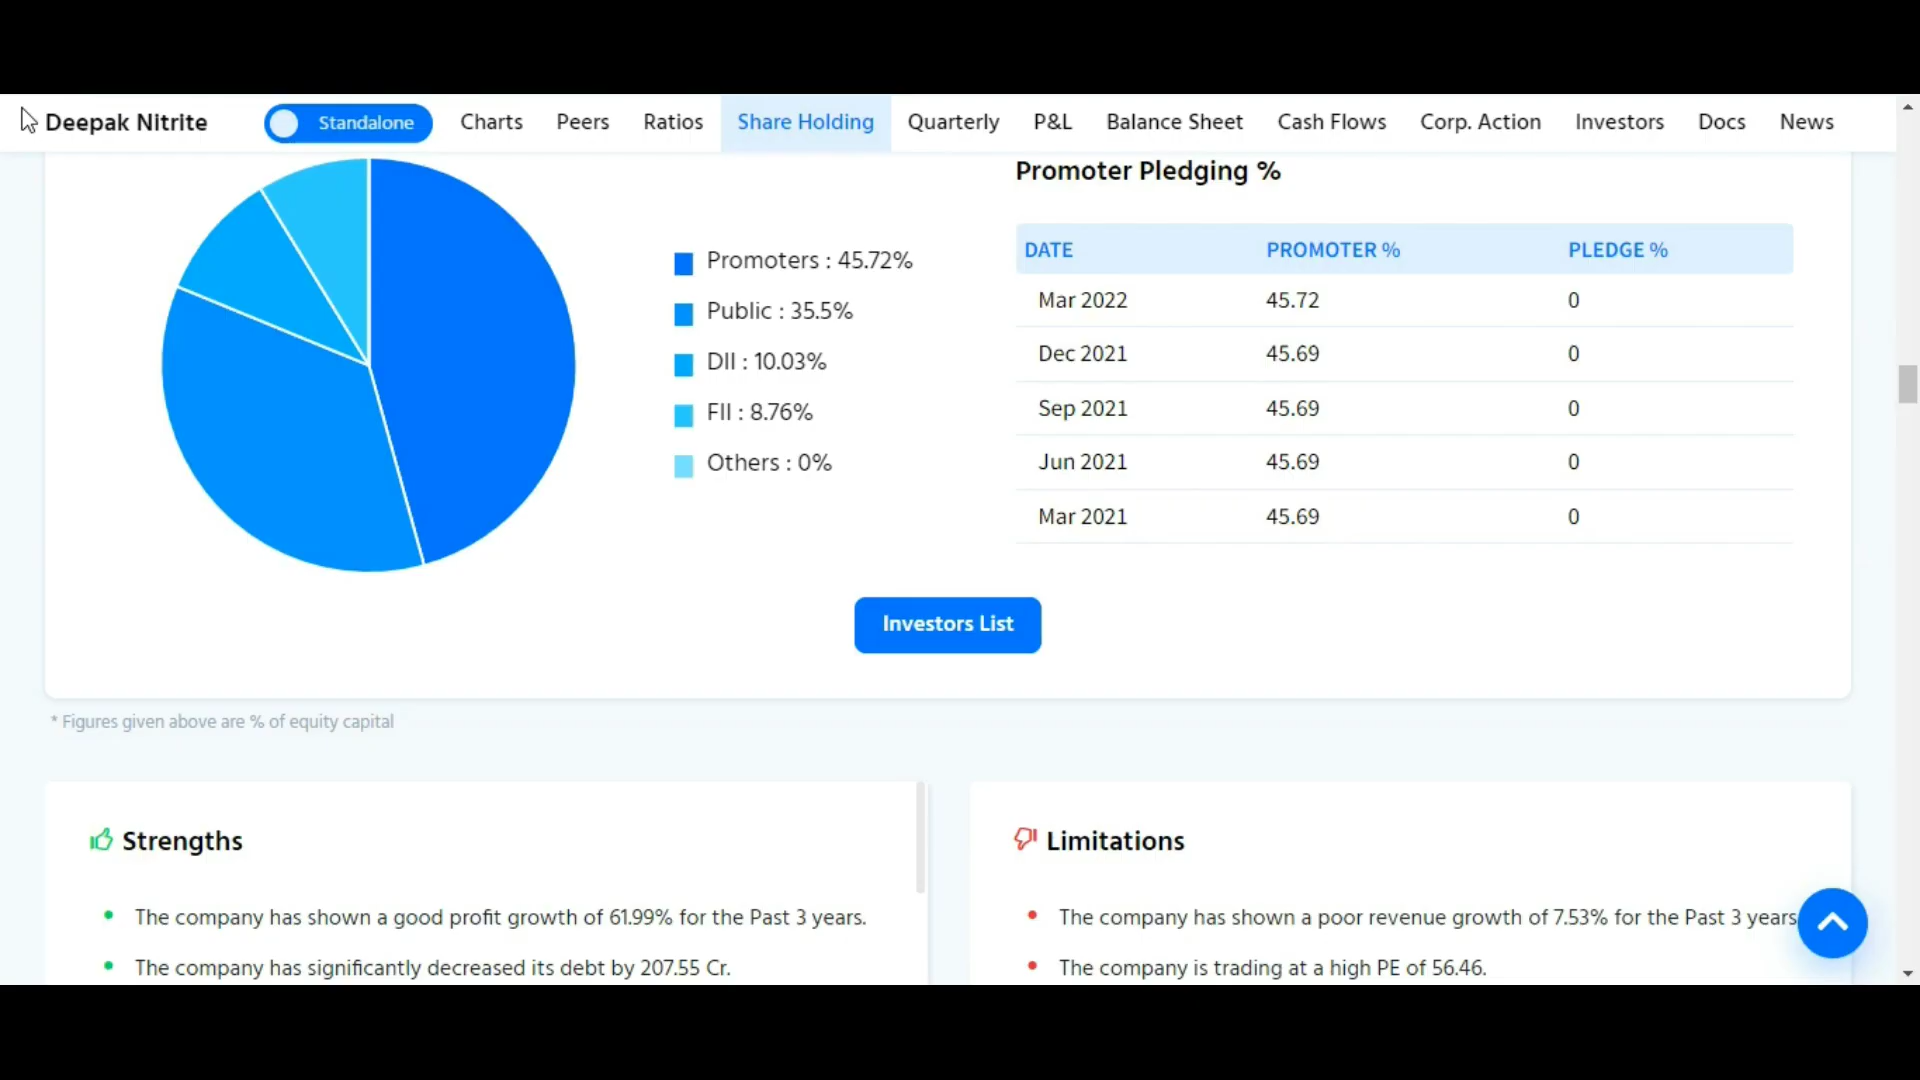 Deepak Nitrite Standalone Charts Peers Ratios Share Holding Quarterly P&L Balance Sheet Cash Flows Corp. Action Investors Docs News
Promoters : 45.72%
Public : 35.5%
DII : 10.03%
FII : 8.76%
Others : 0%
Promoter Pledging %
DATE PROMOTER % PLEDGE %
Mar 2022 45.72 0
Dec 2021 45.69 0
Sep 2021 45.69 0
Jun 2021 45.69 0
Mar 2021 45.69 0
Investors List
* Figures given above are % of equity capital
Strengths
The company has shown a good profit growth of 61.99% for the Past 3 years.
The company has significantly decreased its debt by 207.55 Cr.
Limitations
The company has shown a poor revenue growth of 7.53% for the Past 3 years
The company is trading at a high PE of 56.46.